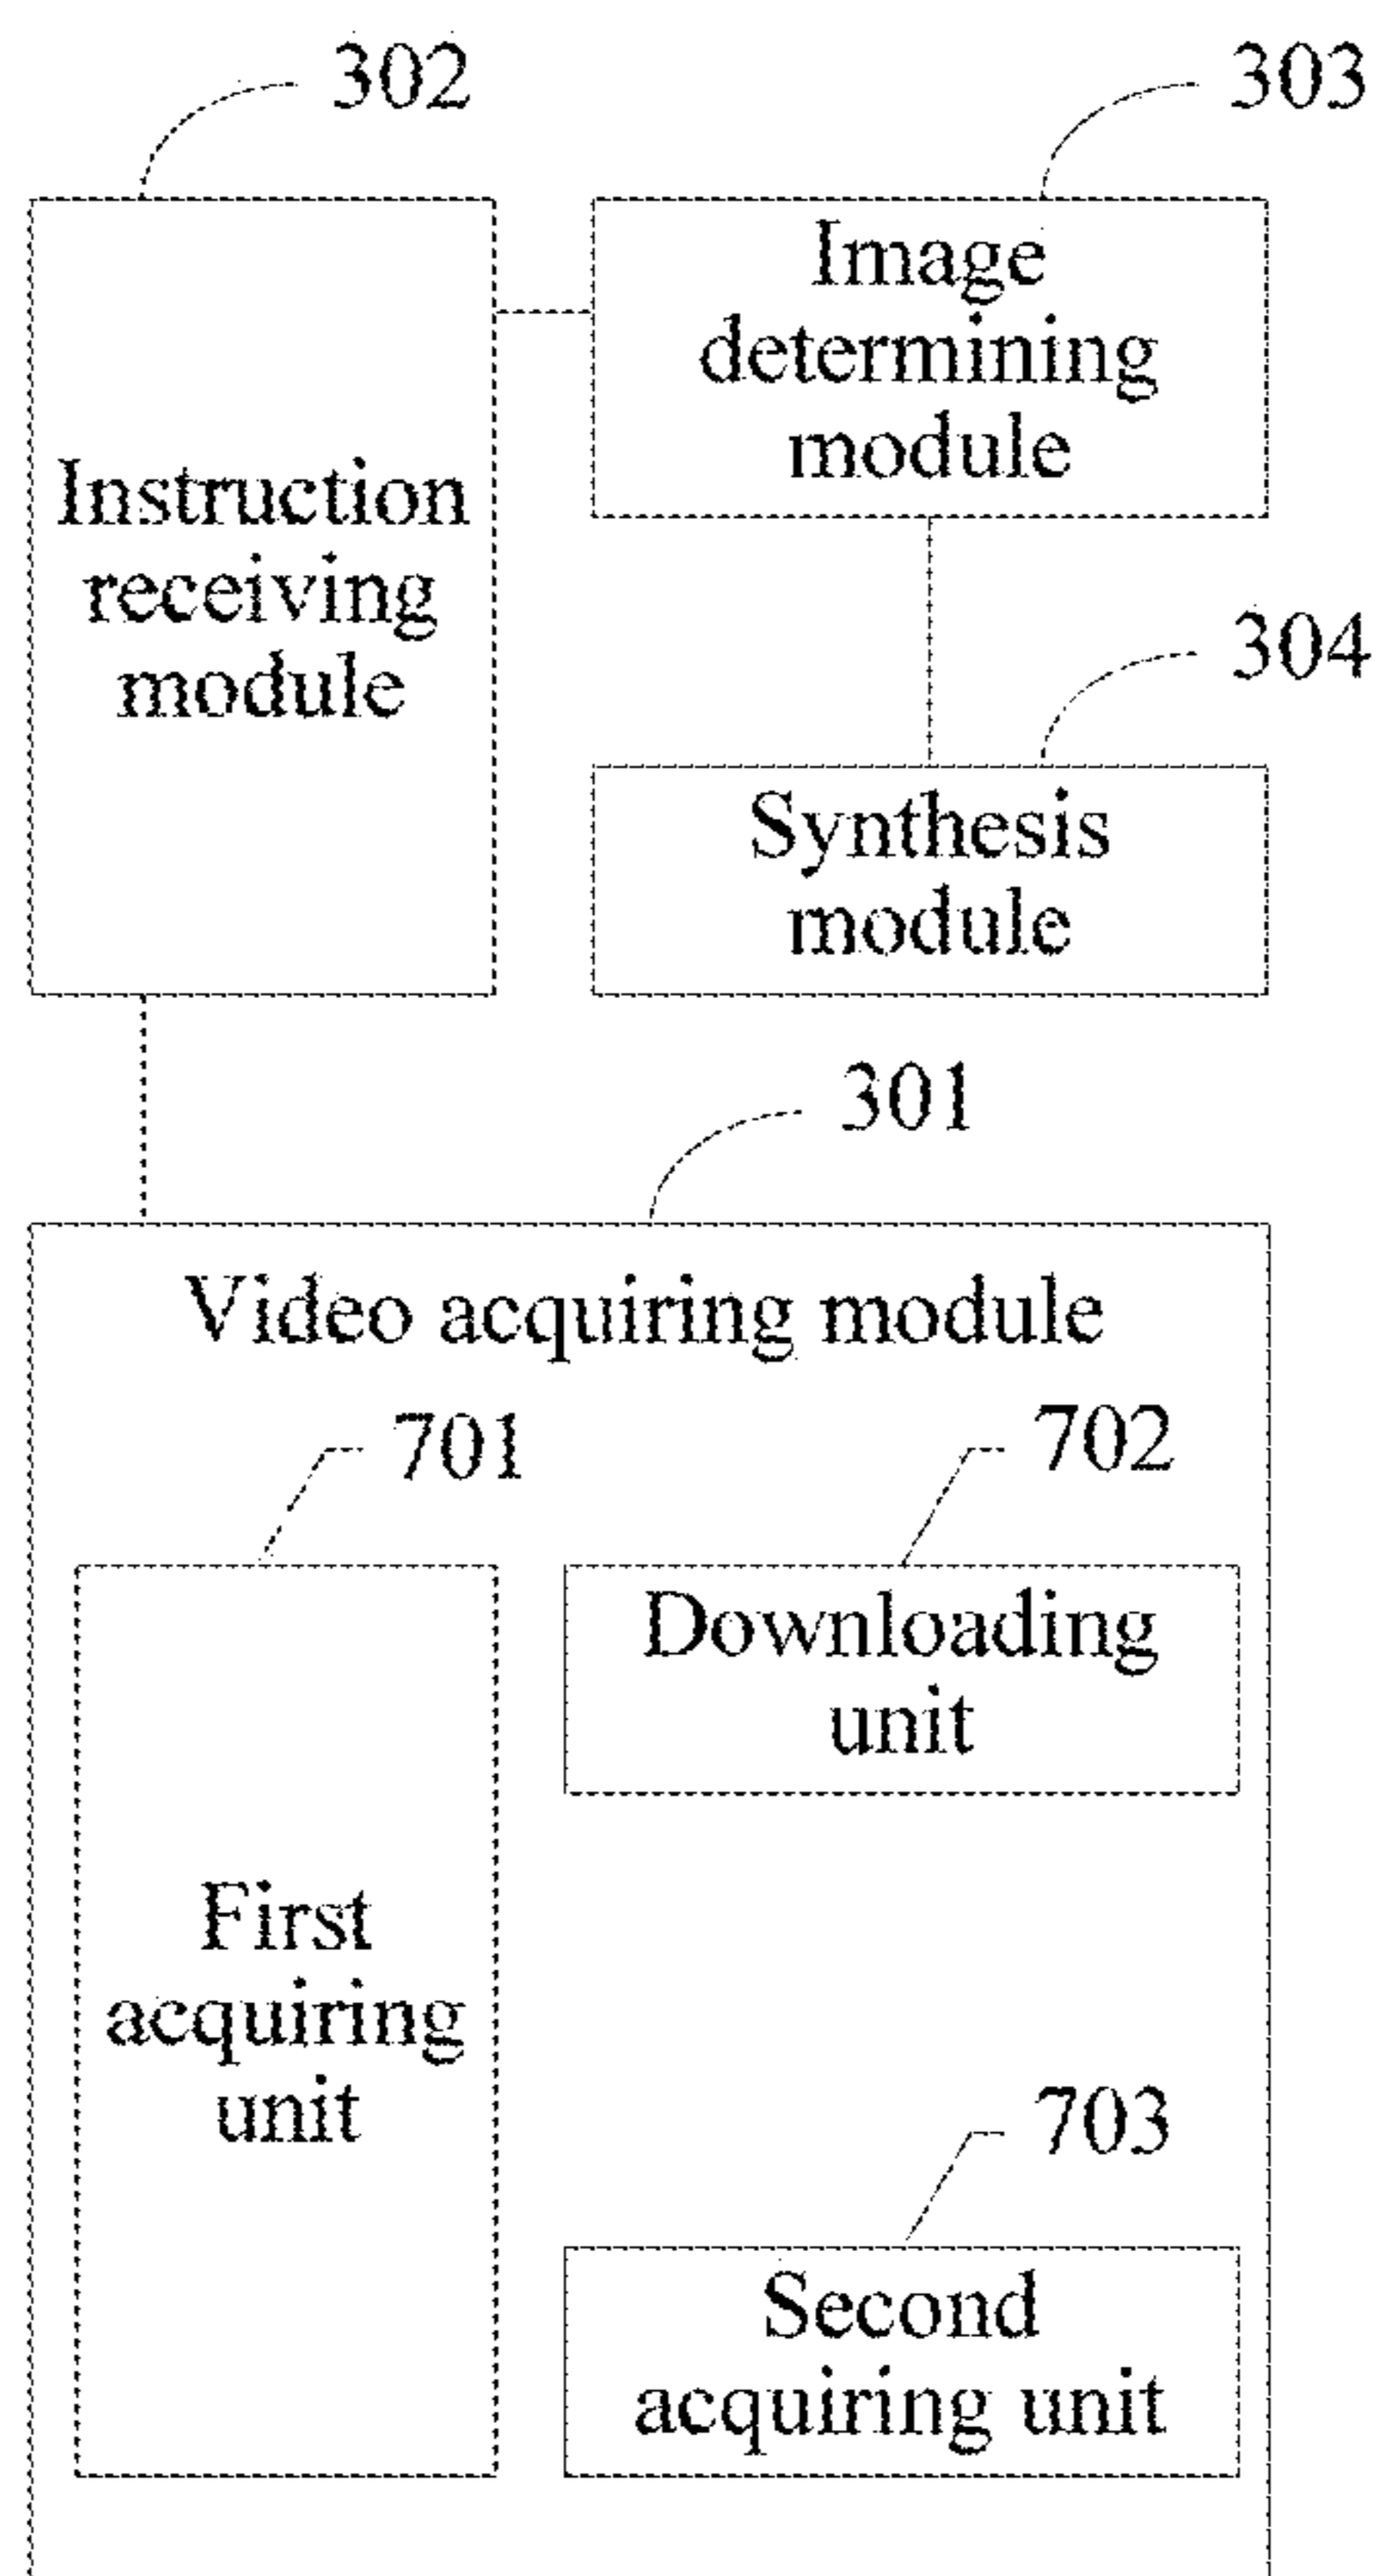 302
303
Instruction
receiving
module
Image
determining
module
304
Synthesis
module
301
Video acquiring module
701
702
First
acquiring
unit
Downloading
unit
703
Second
acquiring unit